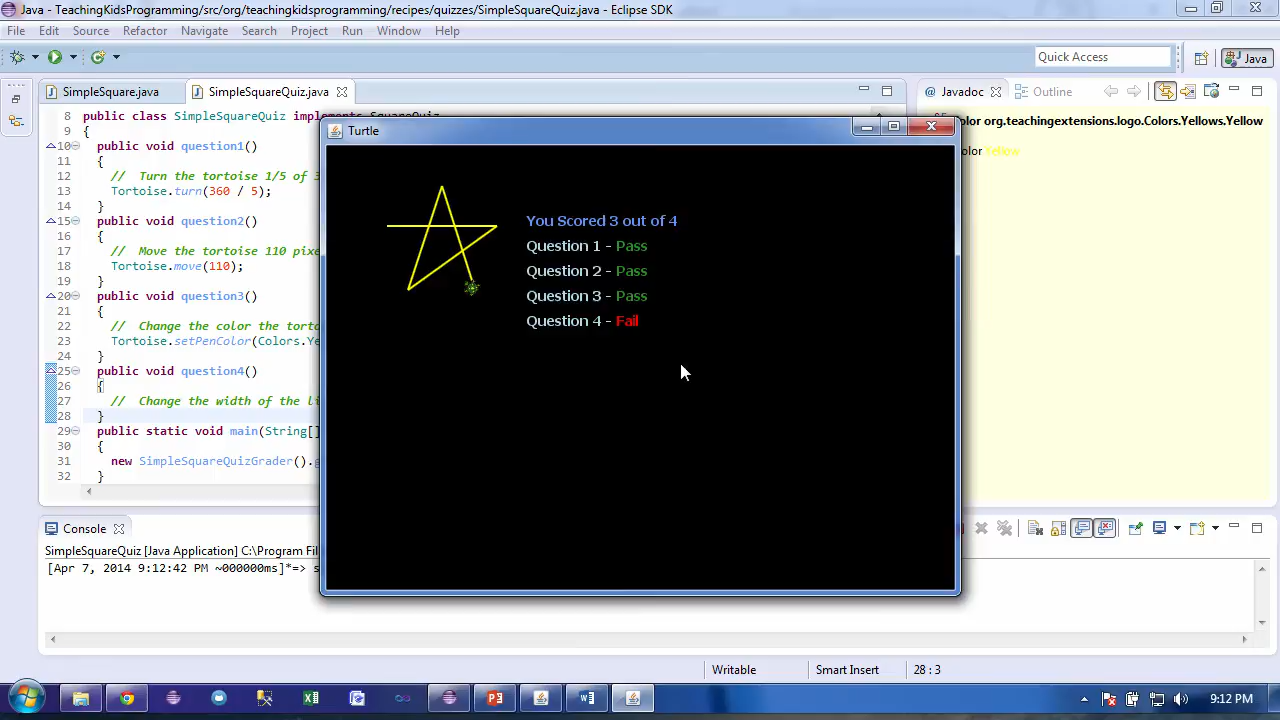 Java - TeachingKidsProgramming/src/org/teachingkidsprogramming/recipes/quizzes/SimpleSquareQuiz.java - Eclipse SDK
File Edit Source Refactor Navigate Search Project Run Window Help
Quick Access
Java
SimpleSquare.java
SimpleSquareQuiz.java
Javadoc
Outline
8 public class SimpleSquareQuiz implements SquareQuiz
9 {
10 public void question1()
11 {
12 // Turn the tortoise 1/5 of 3
13 Tortoise.turn(360 / 5);
14 }
15 public void question2()
16 {
17 // Move the tortoise 110 pixe
18 Tortoise.move(110);
19 }
20 public void question3()
21 {
22 // Change the color the torto
23 Tortoise.setPenColor(Colors.Ye
24 }
25 public void question4()
26 {
27 // Change the width of the li
28 }
29 public static void main(String[]
30 {
31 new SimpleSquareQuizGrader().g
32 }
Turtle
You Scored 3 out of 4
Question 1 - Pass
Question 2 - Pass
Question 3 - Pass
Question 4 - Fail
olor org.teachingextensions.logo.Colors.Yellows.Yellow
olor Yellow
Console
SimpleSquareQuiz [Java Application] C:\Program Fil
[Apr 7, 2014 9:12:42 PM ~000000ms]*=> s
Writable
Smart Insert
28 : 3
9:12 PM